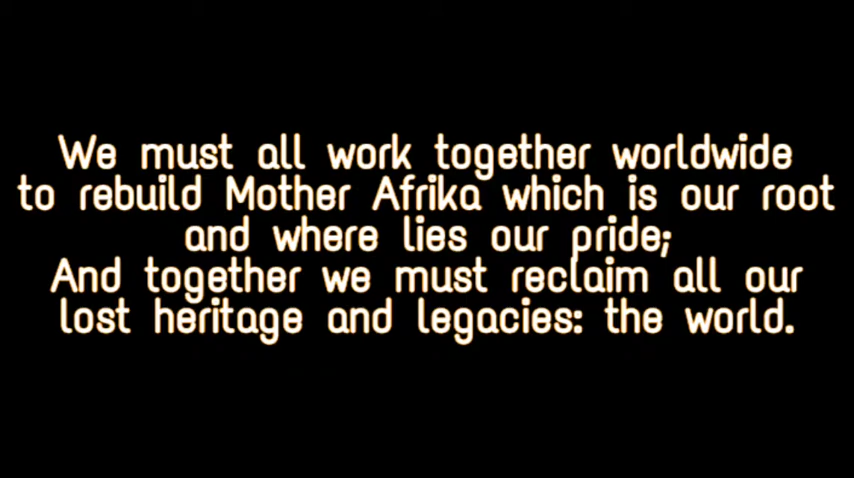 We must all work together worldwide
to rebuild Mother Afrika which is our root
and where lies our pride;
And together we must reclaim all our
lost heritage and legacies: the world.